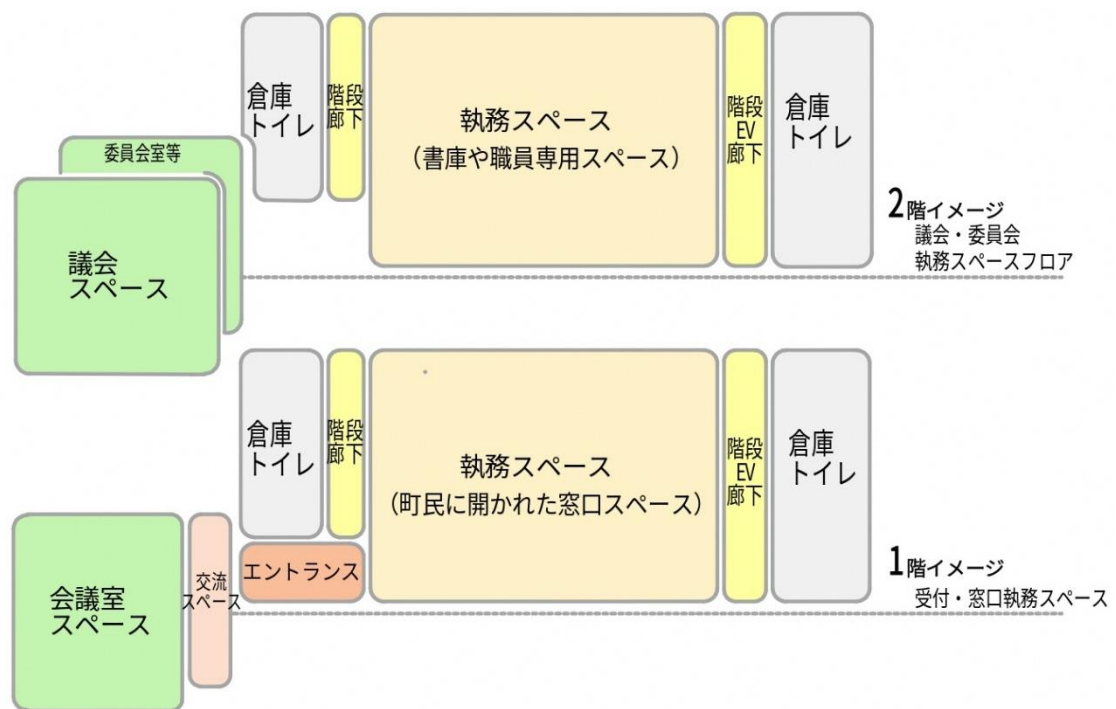 倉庫
トイレ
階段
廊下
執務スペース
（書庫や職員専用スペース）
階段
EV
廊下
倉庫
トイレ
委員会室等
議会
スペース
2階イメージ
議会・委員会
執務スペースフロア
倉庫
トイレ
階段
廊下
執務スペース
（町民に開かれた窓口スペース）
階段
EV
廊下
倉庫
トイレ
エントランス
交流
スペース
会議室
スペース
1階イメージ
受付・窓口執務スペース